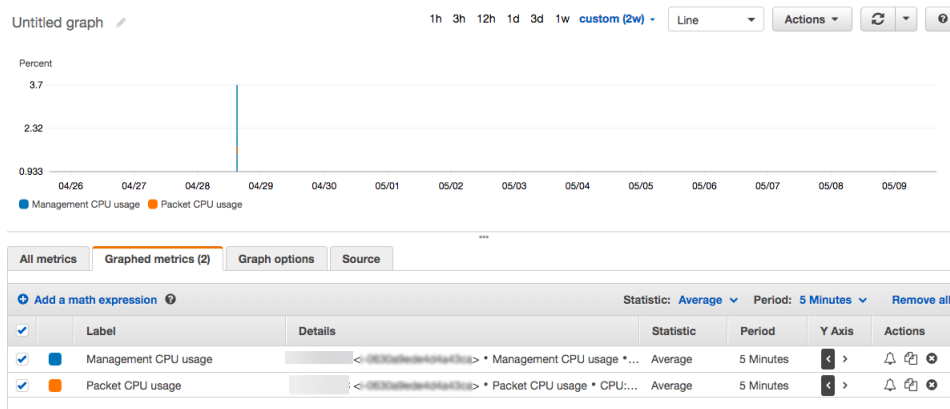 Untitled graph
1h 3h 12h 1d 3d 1w custom (2w) Line Actions
Percent
3.7
2.32
0.933
04/26 04/27 04/28 04/29 04/30 05/01 05/02 05/03 05/04 05/05 05/06 05/07 05/08 05/09
Management CPU usage Packet CPU usage
All metrics Graphed metrics (2) Graph options Source
Add a math expression Statistic: Average Period: 5 Minutes Remove all
Label Details Statistic Period Y Axis Actions
Management CPU usage • Management CPU usage •... Average 5 Minutes
Packet CPU usage • Packet CPU usage • CPU:... Average 5 Minutes